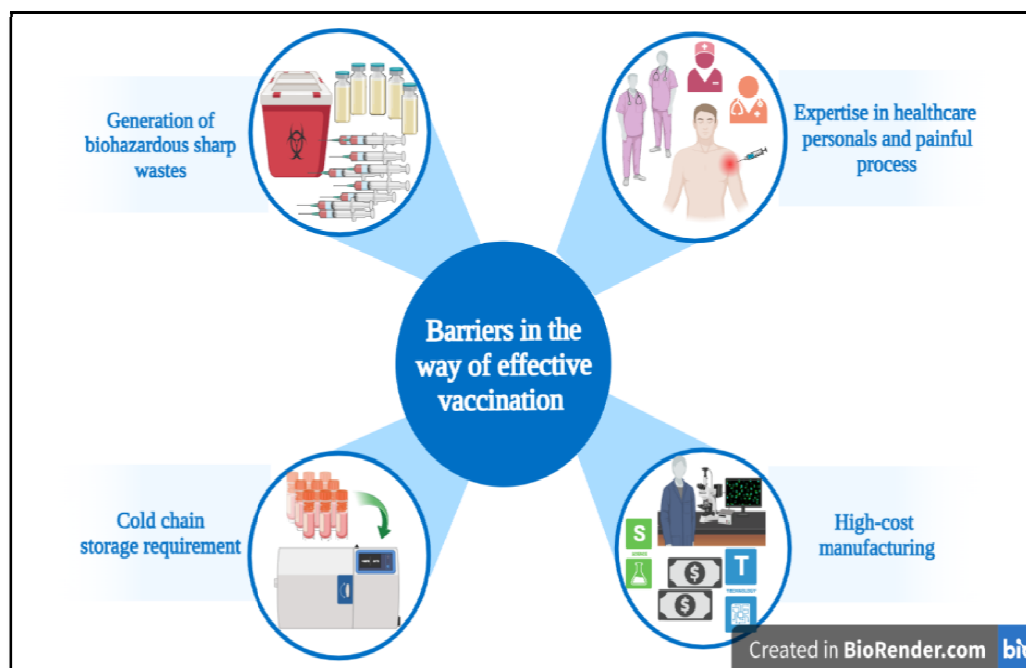 Generation of
biohazardous sharp
wastes
Expertise in healthcare
personals and painful
process
Barriers in the
way of effective
vaccination
Cold chain
storage requirement
High-cost
manufacturing
S
T
TECHNOLOGY
$
$
Created in BioRender.com